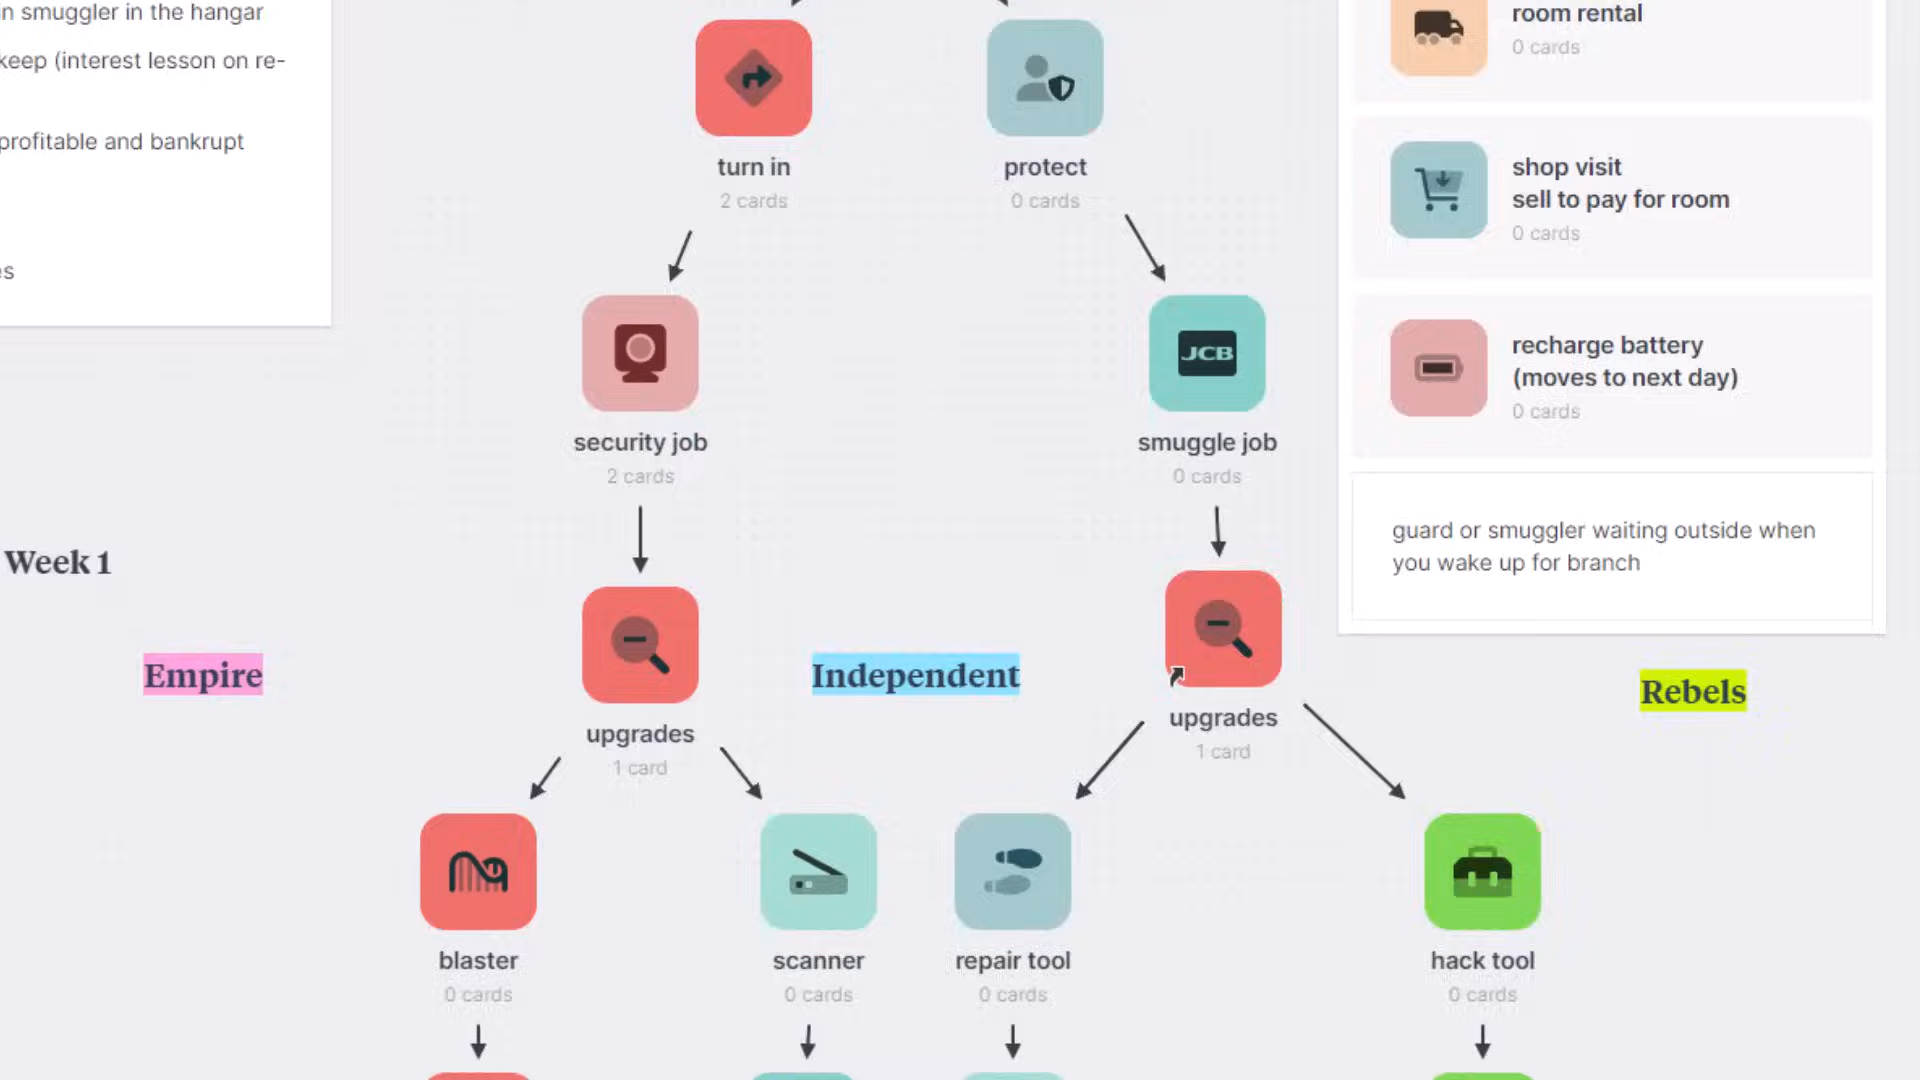 in smuggler in the hangar
keep (interest lesson on re-
profitable and bankrupt
es
turn in
2 cards
protect
0 cards
security job
2 cards
JCB
smuggle job
0 cards
room rental
0 cards
shop visit
sell to pay for room
0 cards
recharge battery
(moves to next day)
0 cards
guard or smuggler waiting outside when
you wake up for branch
Week 1
Empire
Independent
Rebels
upgrades
1 card
upgrades
1 card
blaster
0 cards
scanner
0 cards
repair tool
0 cards
hack tool
0 cards